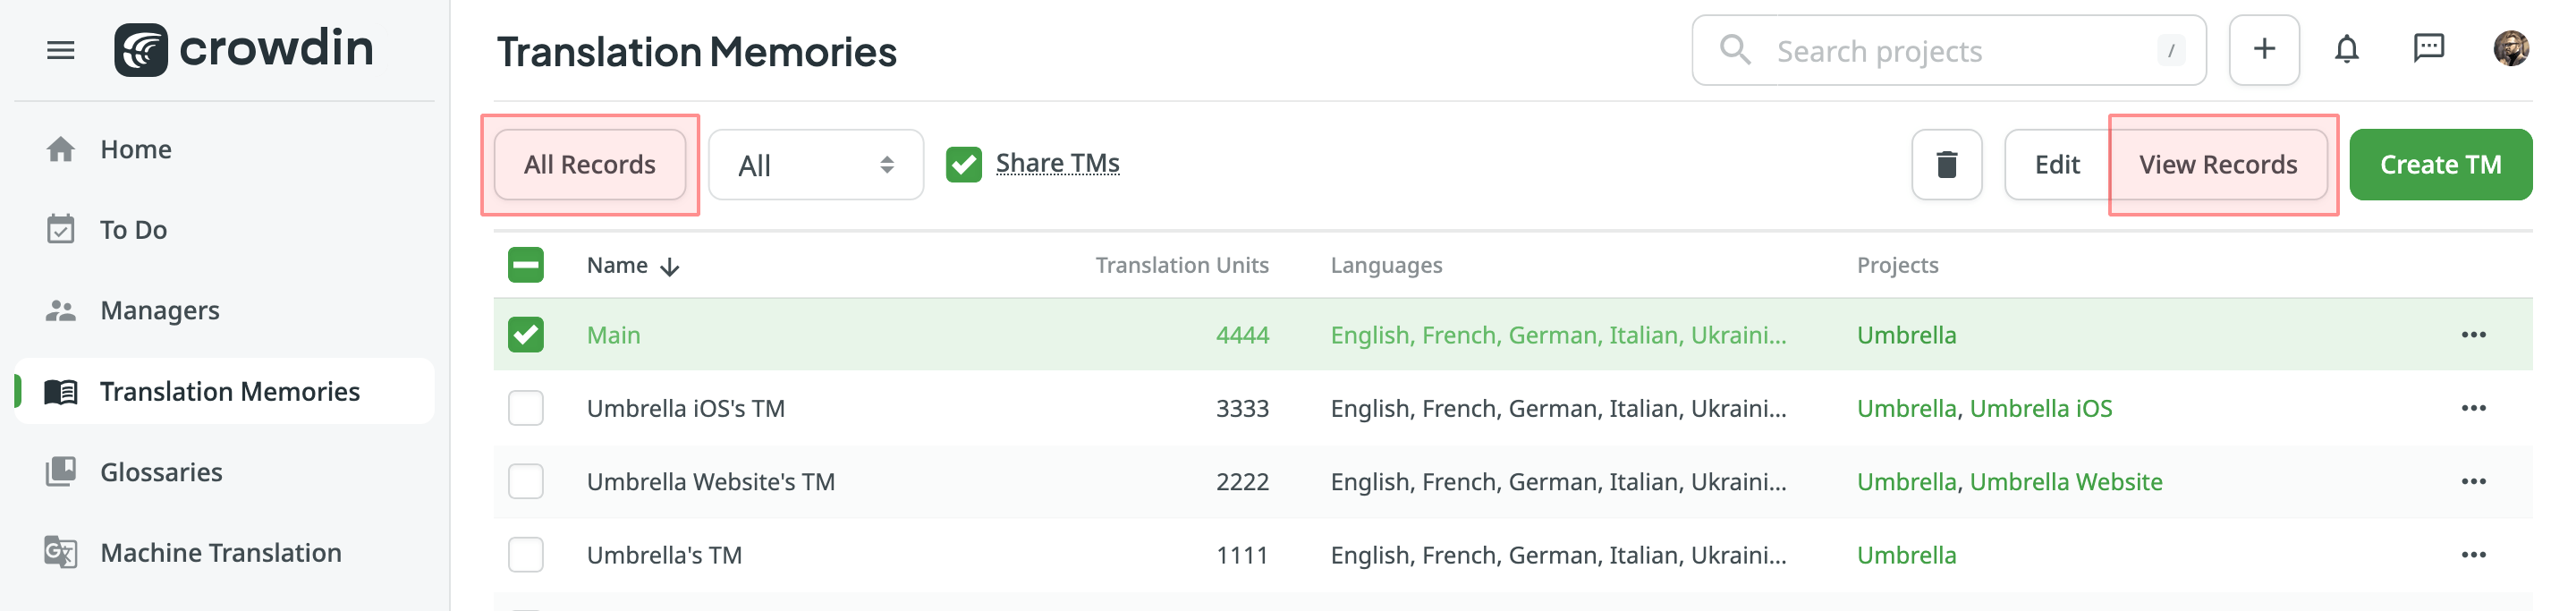 crowdin
Translation Memories
Search projects
/
Home
To Do
Managers
Translation Memories
Glossaries
Machine Translation
All Records
All
Share TMs
Edit
View Records
Create TM
Name Translation Units Languages Projects
Main 4444 English, French, German, Italian, Ukraini... Umbrella
Umbrella iOS's TM 3333 English, French, German, Italian, Ukraini... Umbrella, Umbrella iOS
Umbrella Website's TM 2222 English, French, German, Italian, Ukraini... Umbrella, Umbrella Website
Umbrella's TM 1111 English, French, German, Italian, Ukraini... Umbrella